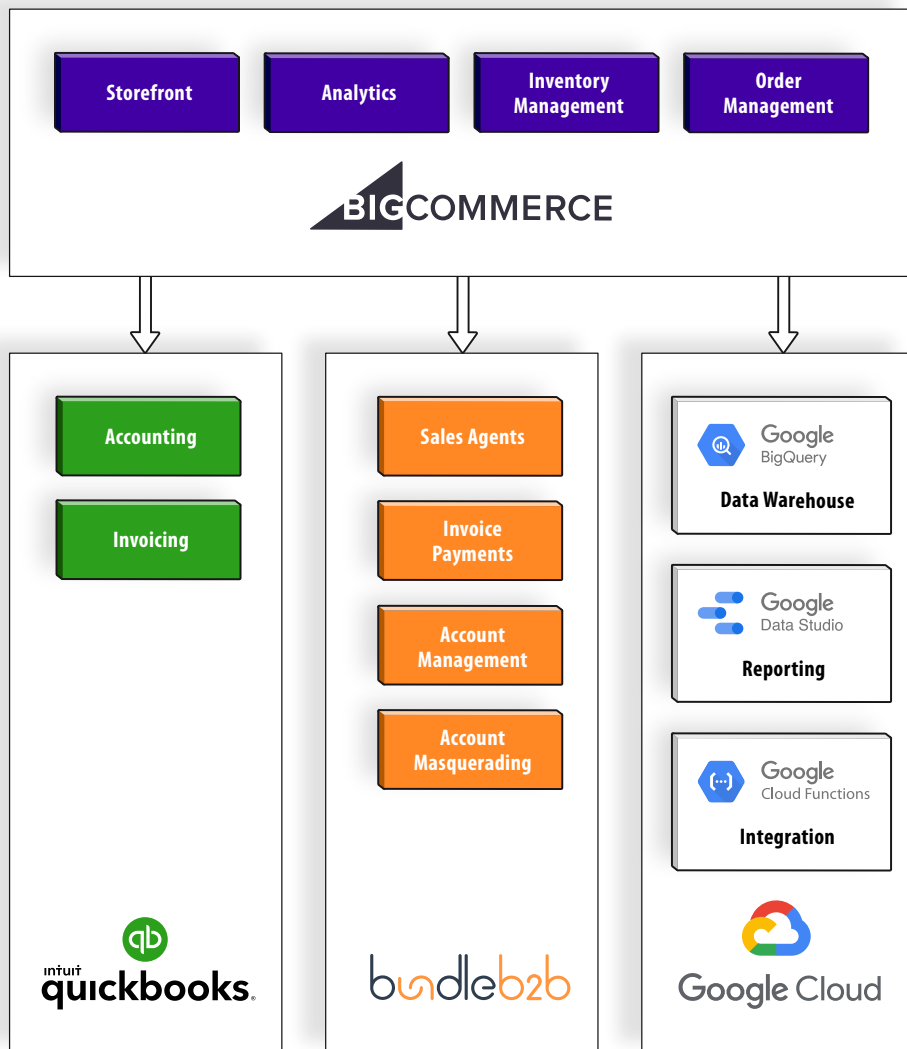 Storefront
Analytics
Inventory
Management
Order
Management
BIGCOMMERCE
Accounting
Invoicing
ıntuıt
quickbooks.
Sales Agents
Invoice
Payments
Account
Management
Account
Masquerading
bundleb2b
Google
BigQuery
Data Warehouse
Google
Data Studio
Reporting
Google
Cloud Functions
Integration
Google Cloud